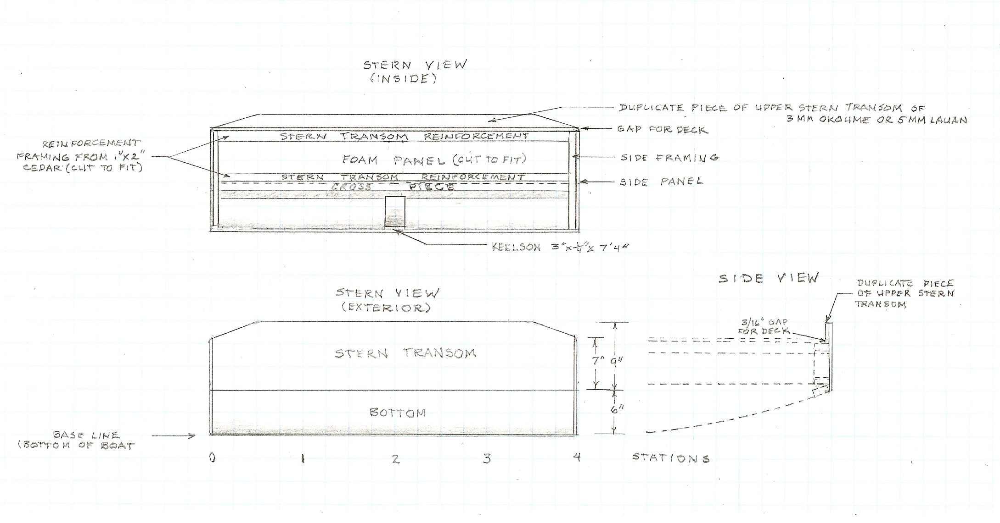 STERN VIEW
(INSIDE)
DUPLICATE PIECE OF UPPER STERN TRANSOM OF
3 MM OKOUME OR 5 MM LAUAN
GAP FOR DECK
STERN TRANSOM REINFORCEMENT
REINFORCEMENT
FRAMING FROM 1"X2"
CEDAR (CUT TO FIT)
FOAM PANEL (CUT TO FIT)
SIDE FRAMING
STERN TRANSOM REINFORCEMENT
SIDE PANEL
CROSS PIECE
KEELSON 3"x1/4"x 7'4"
STERN VIEW
(EXTERIOR)
SIDE VIEW
DUPLICATE PIECE
OF UPPER STERN
TRANSOM
3/16" GAP
FOR DECK
STERN TRANSOM
7" 9"
BOTTOM
6"
BASE LINE
(BOTTOM OF BOAT
0 1 2 3 4 STATIONS